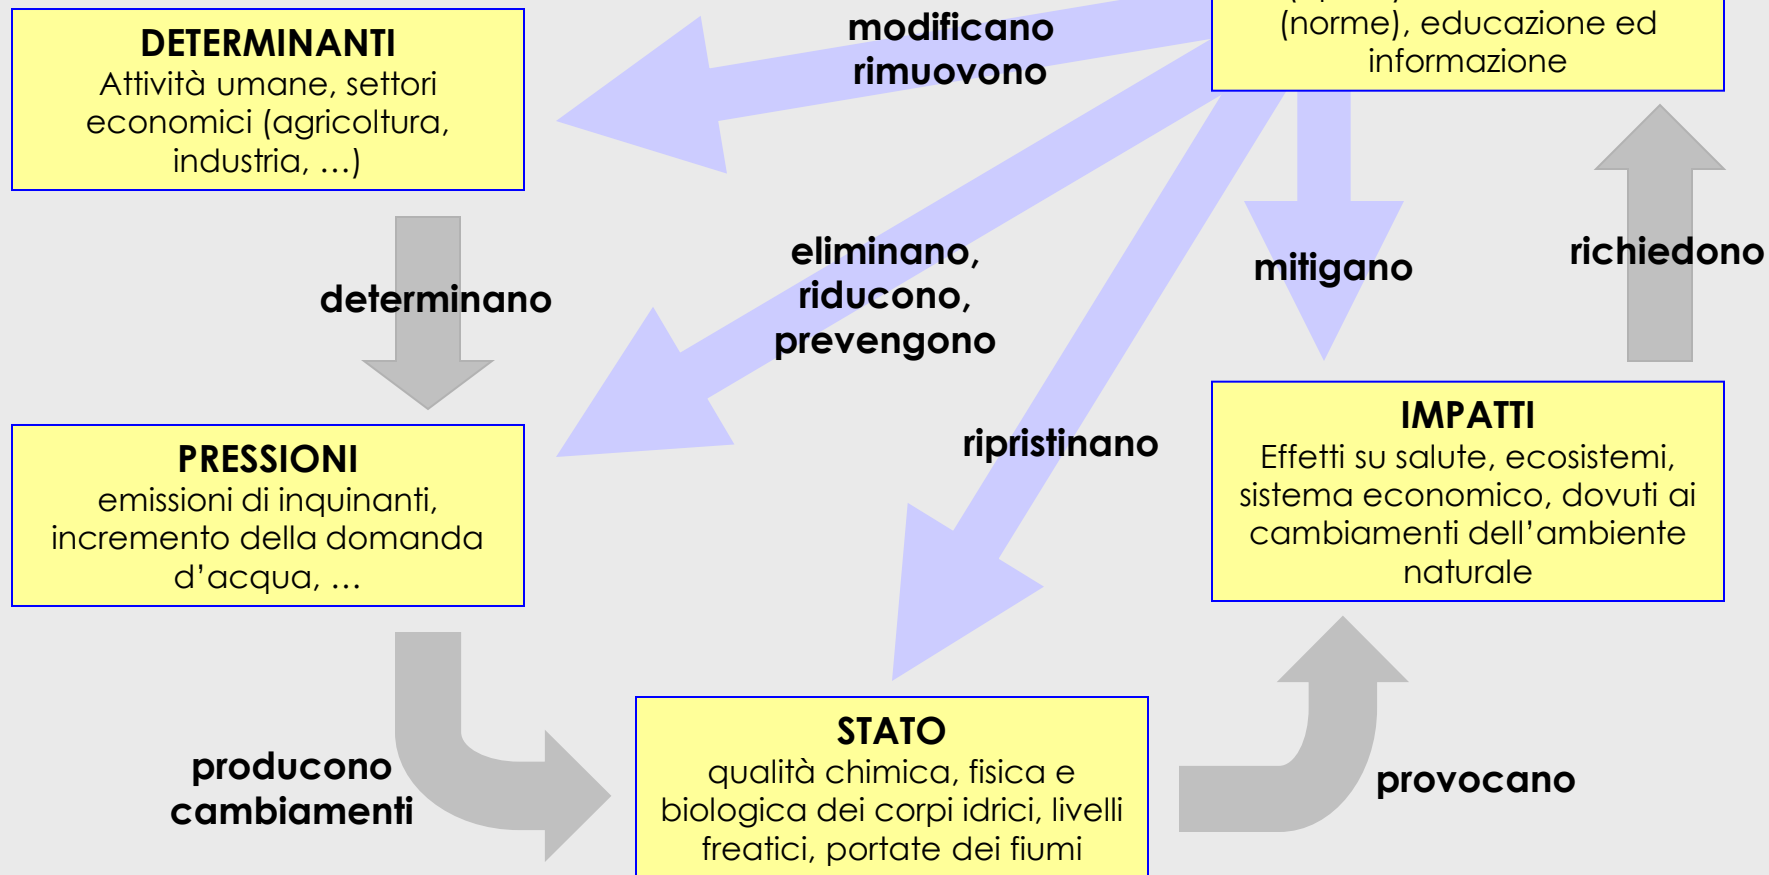 DETERMINANTI
Attività umane, settori
economici (agricoltura,
industria, …)
modificano
rimuovono
(norme), educazione ed
informazione
determinano
eliminano,
riducono,
prevengono
mitigano
richiedono
PRESSIONI
emissioni di inquinanti,
incremento della domanda
d’acqua, …
ripristinano
IMPATTI
Effetti su salute, ecosistemi,
sistema economico, dovuti ai
cambiamenti dell’ambiente
naturale
producono
cambiamenti
STATO
qualità chimica, fisica e
biologica dei corpi idrici, livelli
freatici, portate dei fiumi
provocano